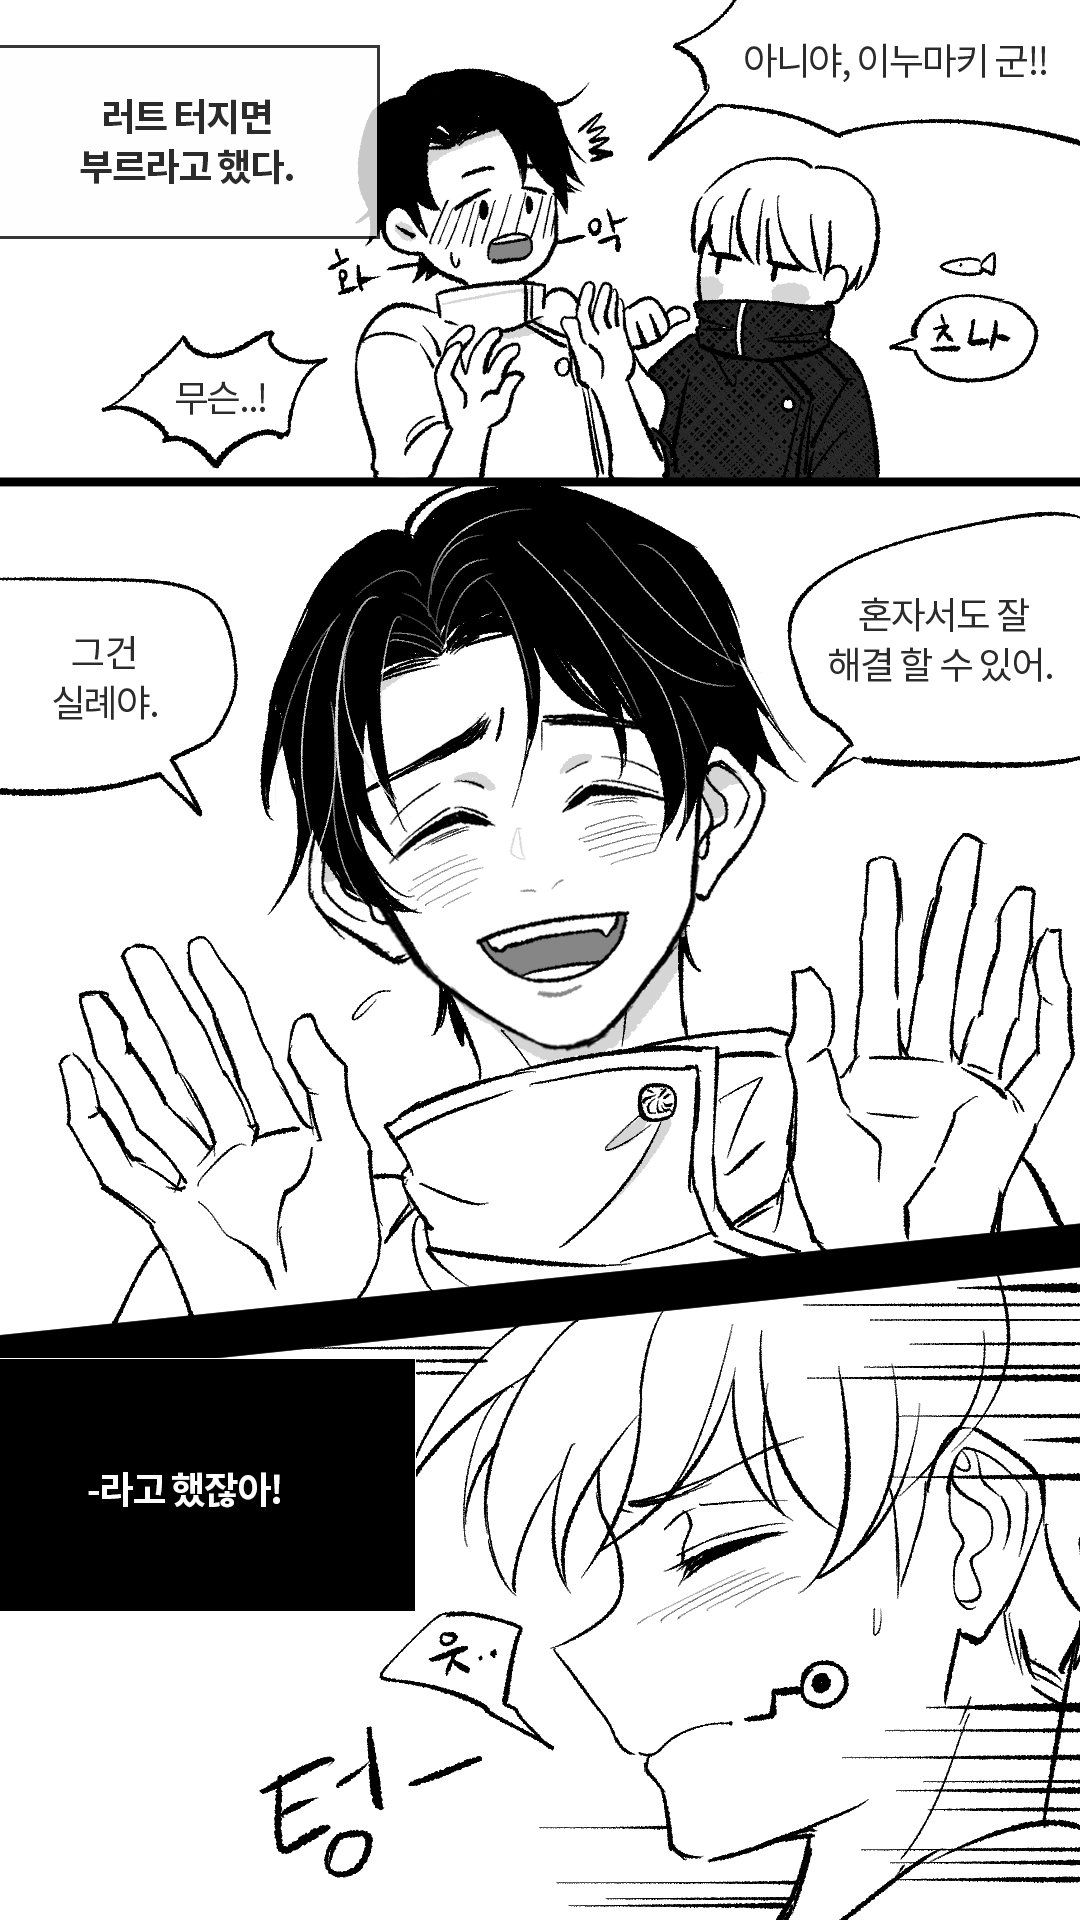 러트 터지면
부르라고 했다.
아니야, 이누마키 군!!
화
악
츠나
무슨..!
그건
실례야.
혼자서도 잘
해결 할 수 있어.
-라고 했잖아!
읏..
텅-